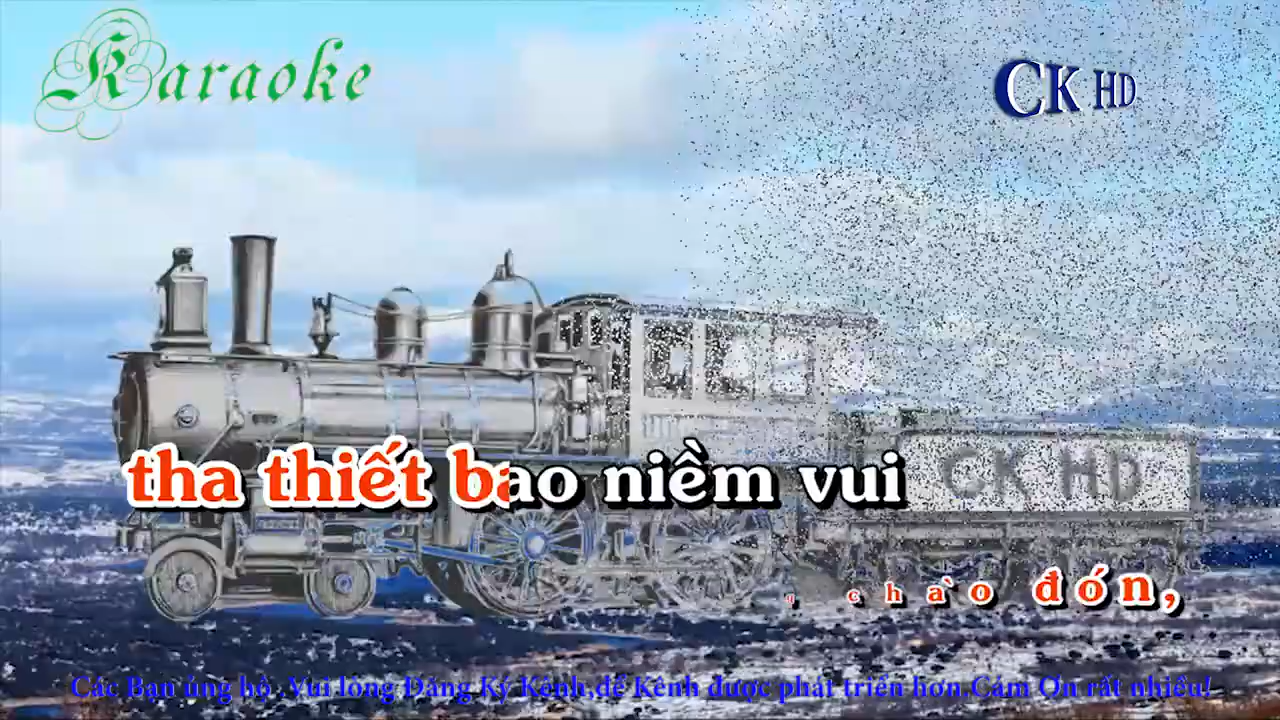 Karaoke
CK HD
tha thiết bao niềm vui
CK HD
chào đón,
Các Bạn ủng hộ .Vui lòng Đăng Ký Kênh,để Kênh được phát triển hơn.Cảm Ơn rất nhiều!